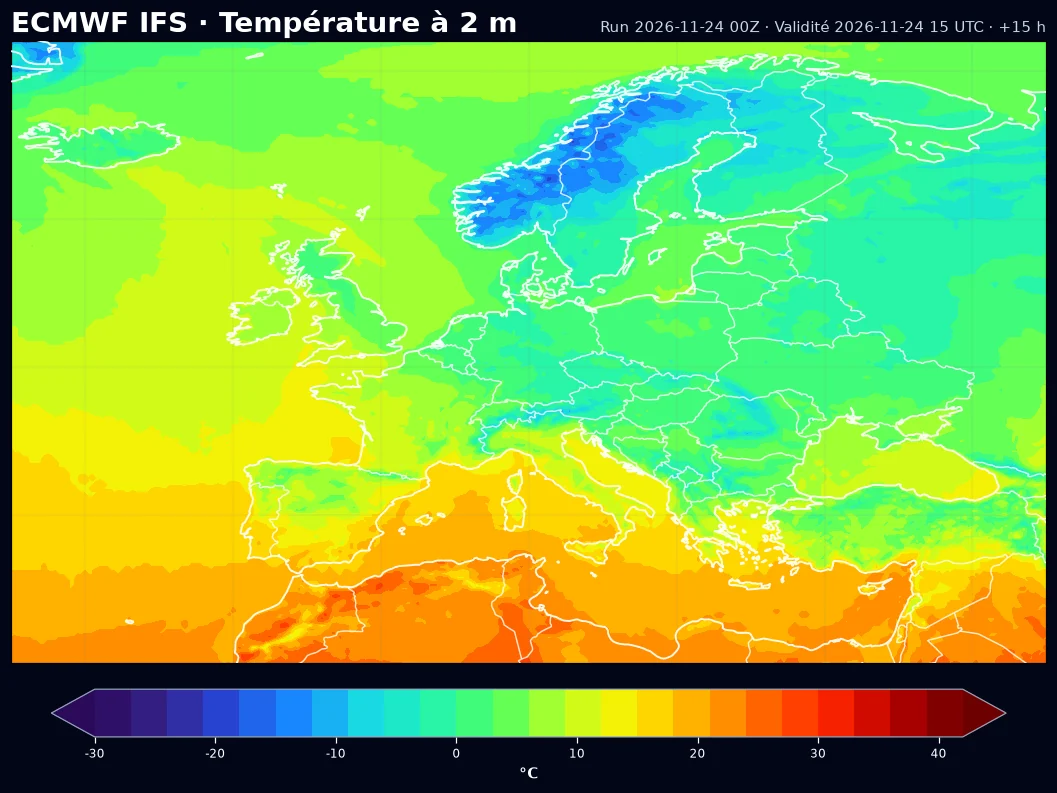 ECMWF IFS · Température à 2 m
Run 2026-11-24 00Z · Validité 2026-11-24 15 UTC · +15 h
-30 -20 -10 0 10 20 30 40
°C